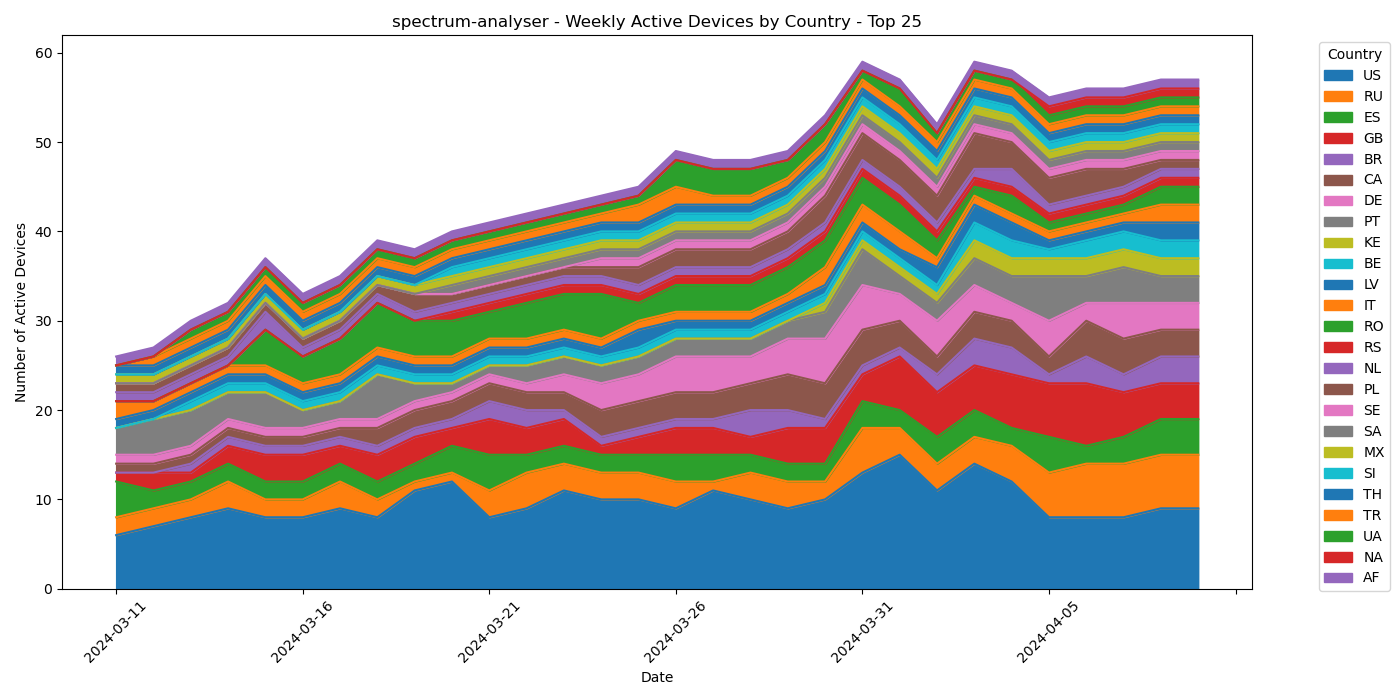 spectrum-analyser - Weekly Active Devices by Country - Top 25
Number of Active Devices
60
50
40
30
20
10
0
2024-03-11
2024-03-16
2024-03-21
2024-03-26
2024-03-31
2024-04-05
Date
Country
US
RU
ES
GB
BR
CA
DE
PT
KE
BE
LV
IT
RO
RS
NL
PL
SE
SA
MX
SI
TH
TR
UA
NA
AF